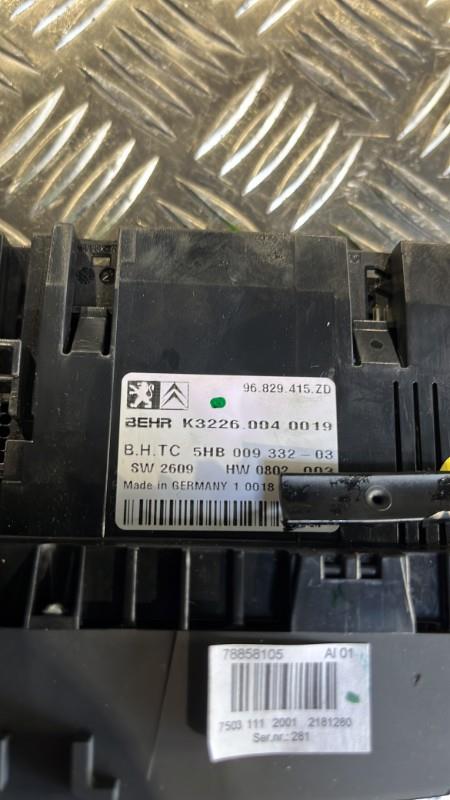 96.829.415.ZD
BEHR K3226.004 0019
B.H.TC 5HB 009 332-03
SW 2609 HW 0802 003
Made in GERMANY 1 0018
78858105 AI 01
7503 111 2001 2181280
Ser.nr.: 281